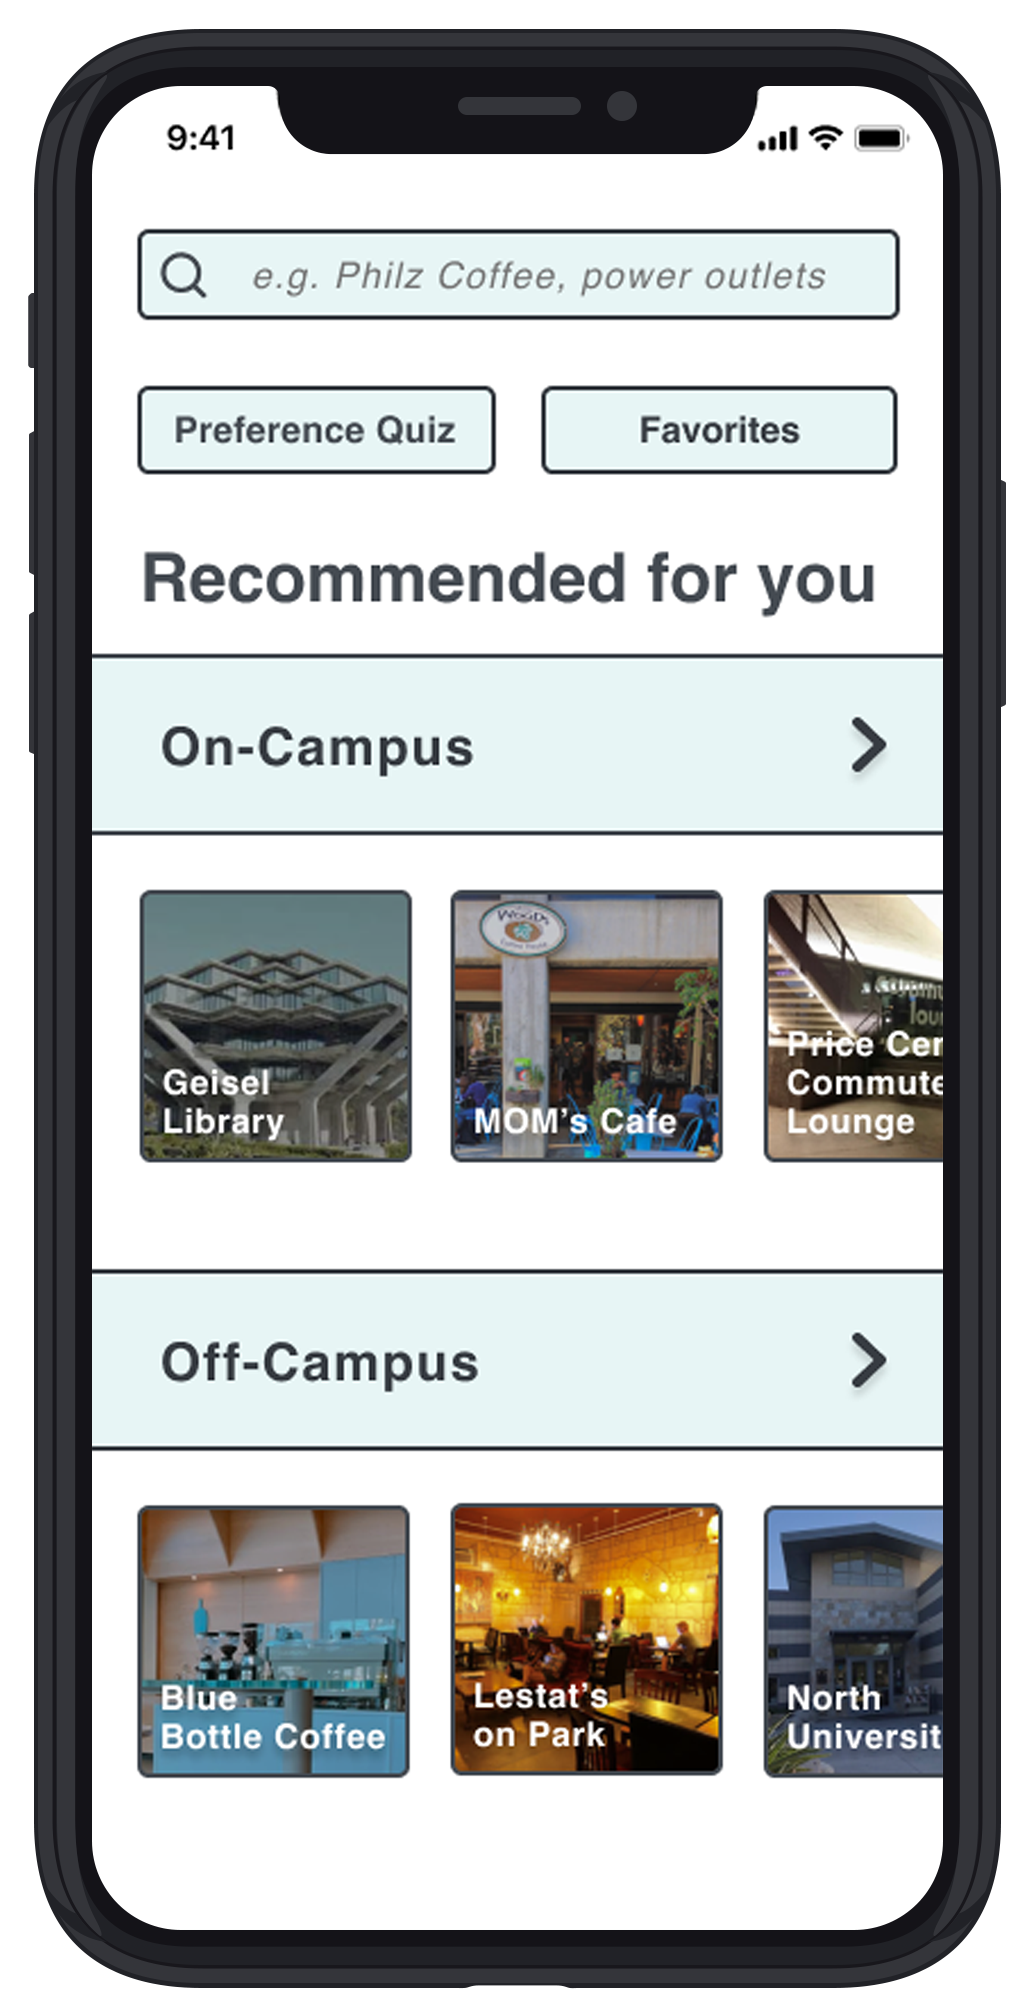 9:41
e.g. Philz Coffee, power outlets
Preference Quiz
Favorites
Recommended for you
On-Campus
Geisel
Library
WOODS
MOM’s Cafe
Price Cen
Commute
Lounge
Off-Campus
Blue
Bottle Coffee
Lestat’s
on Park
North
Universit